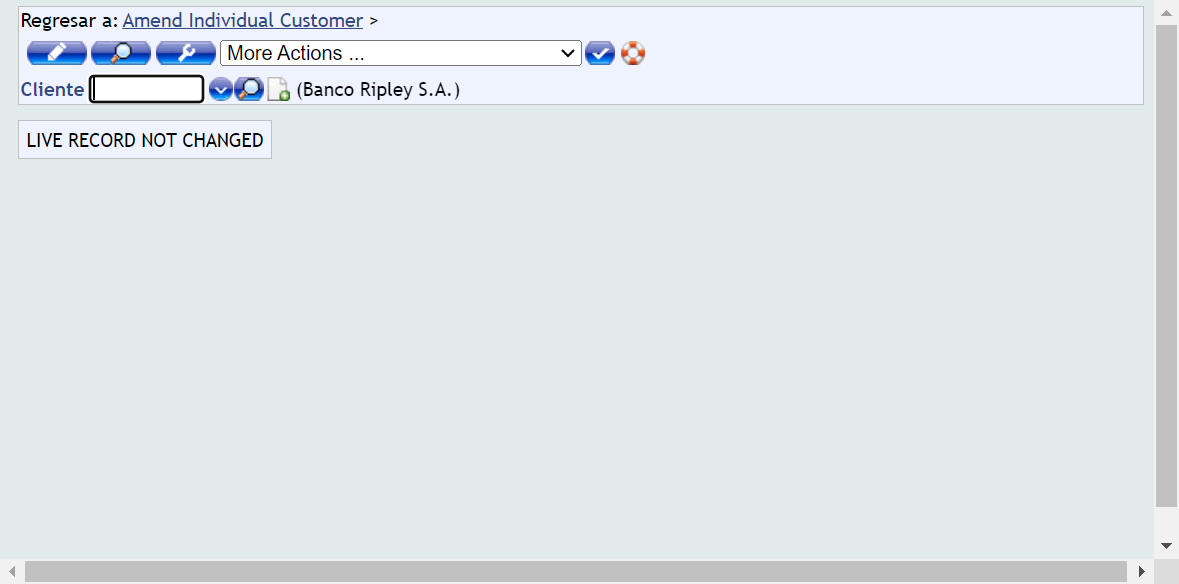 Regresar a: Amend Individual Customer >
More Actions ...
Cliente (Banco Ripley S.A.)
LIVE RECORD NOT CHANGED